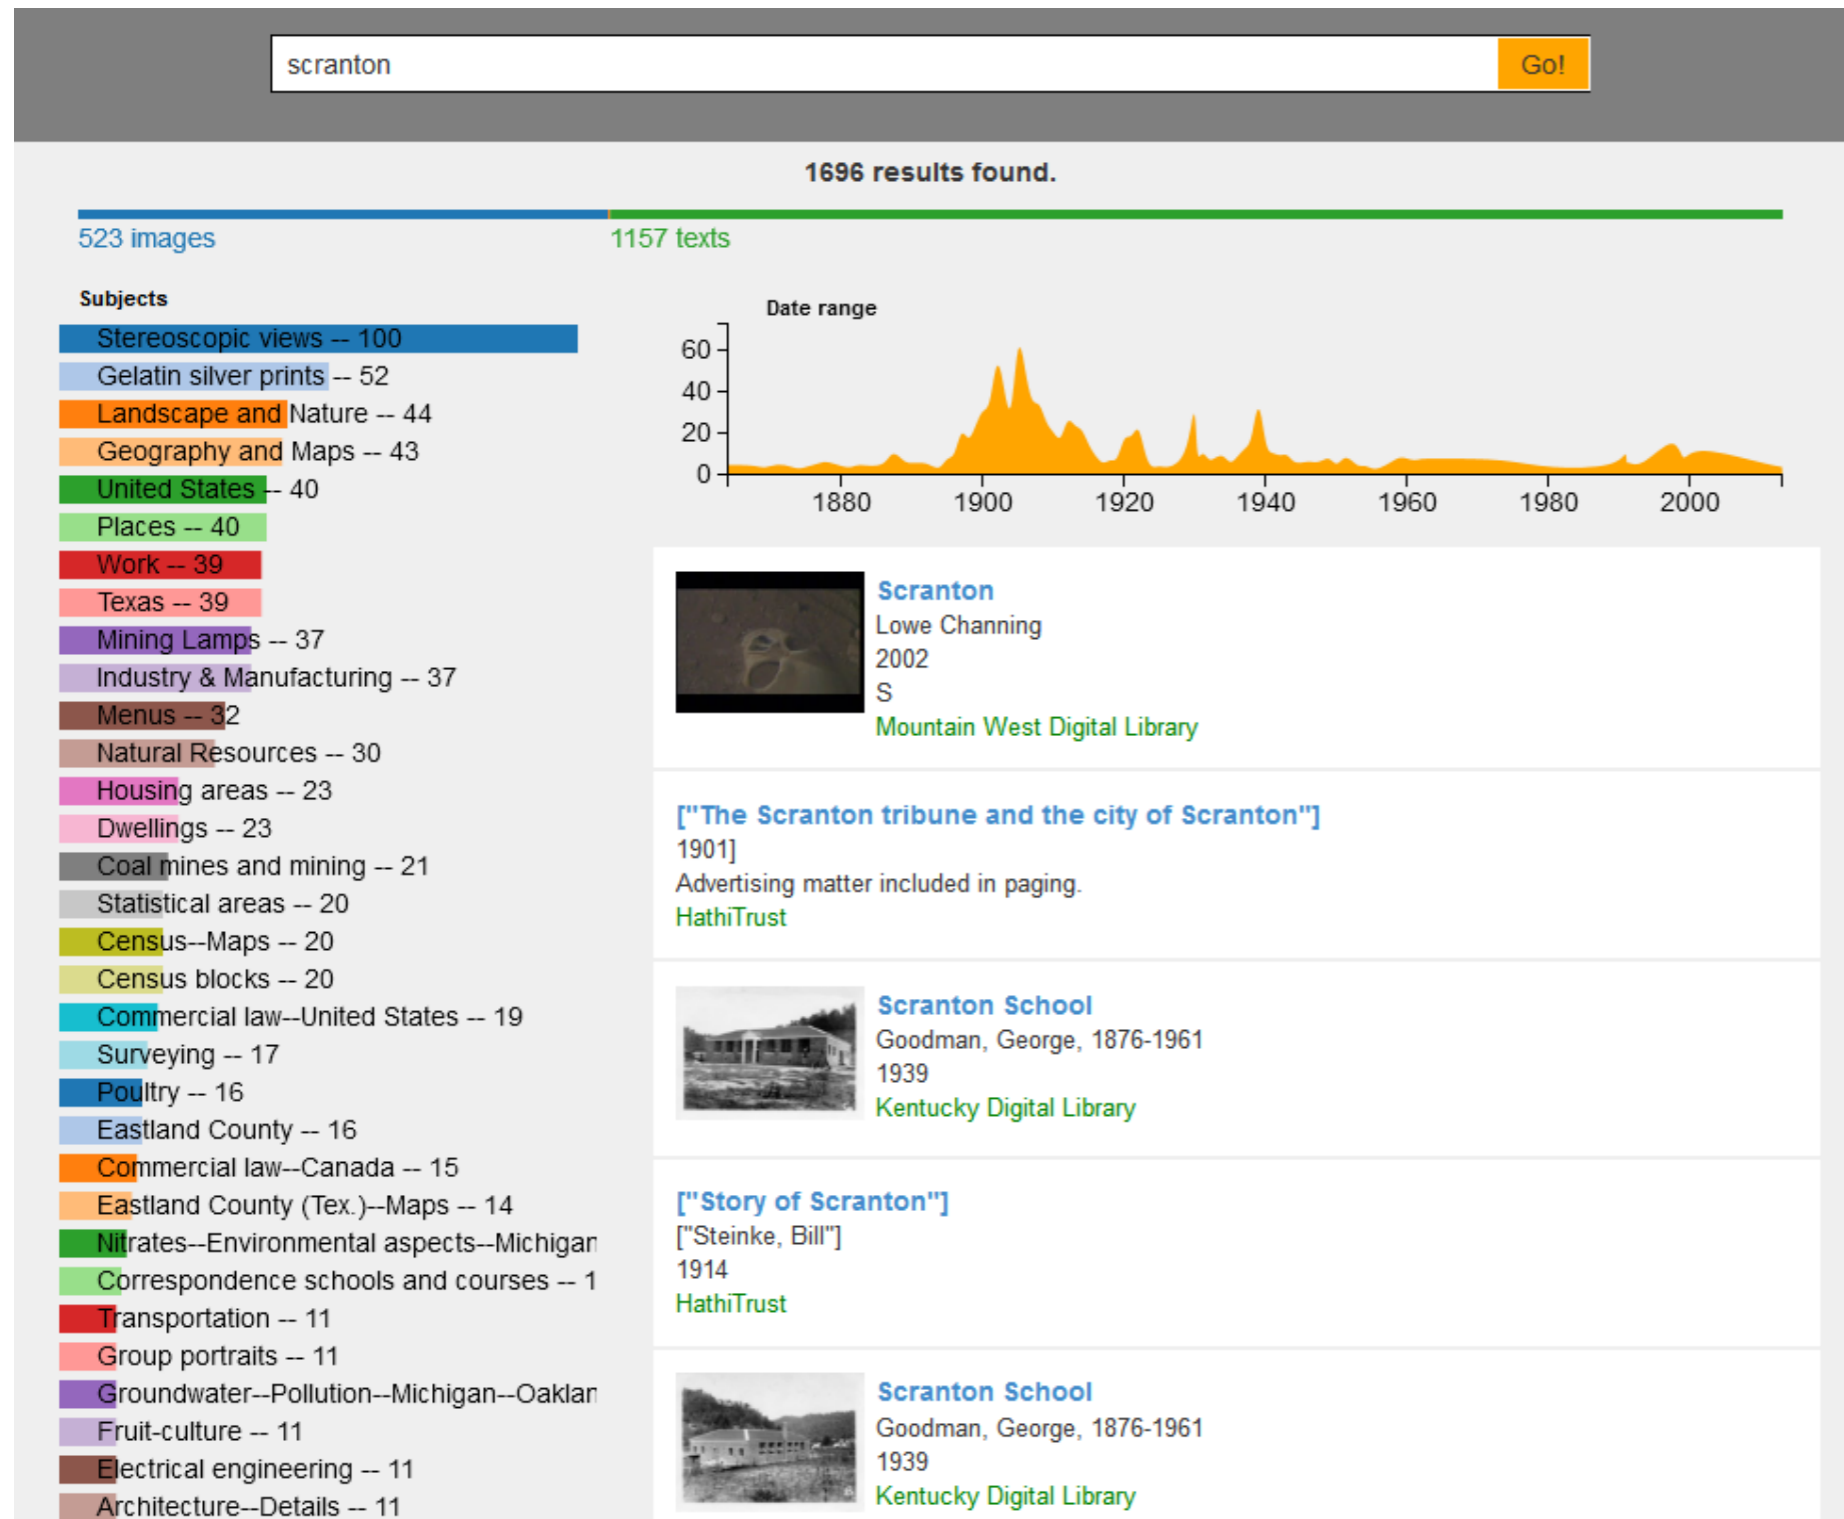 scranton
Go!
1696 results found.
523 images
1157 texts
Subjects
Stereoscopic views -- 100
Gelatin silver prints -- 52
Landscape and Nature -- 44
Geography and Maps -- 43
United States -- 40
Places -- 40
Work -- 39
Texas -- 39
Mining Lamps -- 37
Industry & Manufacturing -- 37
Menus -- 32
Natural Resources -- 30
Housing areas -- 23
Dwellings -- 23
Coal mines and mining -- 21
Statistical areas -- 20
Census--Maps -- 20
Census blocks -- 20
Commercial law--United States -- 19
Surveying -- 17
Poultry -- 16
Eastland County -- 16
Commercial law--Canada -- 15
Eastland County (Tex.)--Maps -- 14
Nitrates--Environmental aspects--Michigan
Correspondence schools and courses -- 1
Transportation -- 11
Group portraits -- 11
Groundwater--Pollution--Michigan--Oaklan
Fruit-culture -- 11
Electrical engineering -- 11
Architecture--Details -- 11
Date range
60
40
20
0
1880 1900 1920 1940 1960 1980 2000
Scranton
Lowe Channing
2002
S
Mountain West Digital Library
["The Scranton tribune and the city of Scranton"]
1901]
Advertising matter included in paging.
HathiTrust
Scranton School
Goodman, George, 1876-1961
1939
Kentucky Digital Library
["Story of Scranton"]
["Steinke, Bill"]
1914
HathiTrust
Scranton School
Goodman, George, 1876-1961
1939
Kentucky Digital Library